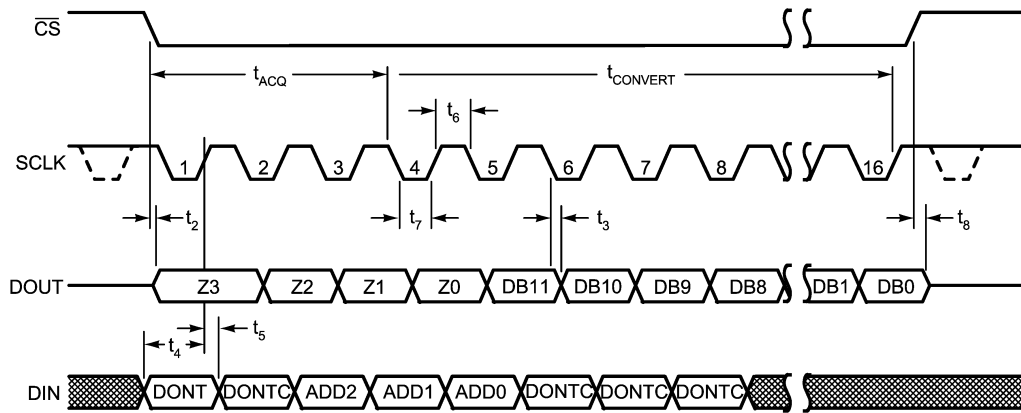 CS
tACQ tCONVERT
t6
SCLK 1 2 3 4 5 6 7 8 16
t2 t7 t3 t8
DOUT Z3 Z2 Z1 Z0 DB11 DB10 DB9 DB8 DB1 DB0
t4 t5
DIN DONT DONTC ADD2 ADD1 ADD0 DONTC DONTC DONTC